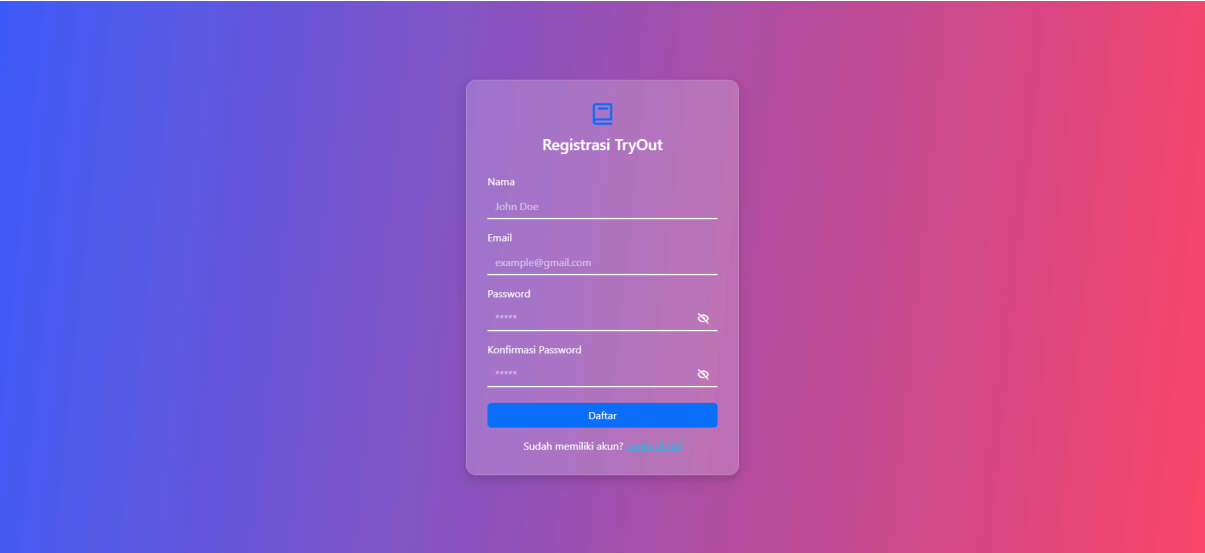 Registrasi TryOut
Nama
John Doe
Email
example@gmail.com
Password
*****
Konfirmasi Password
*****
Daftar
Sudah memiliki akun?